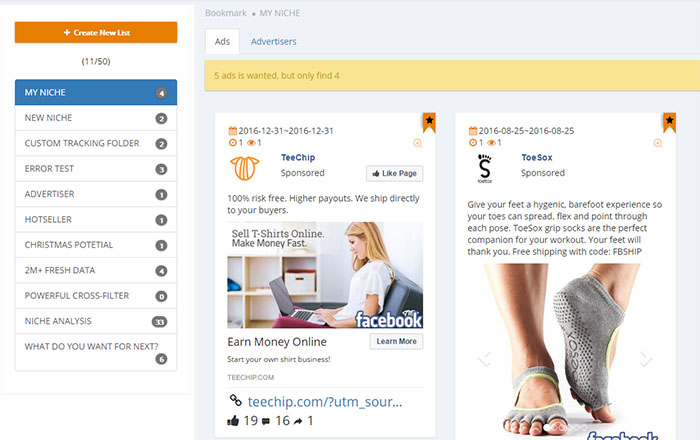 Bookmark • MY NICHE
+ Create New List
(11/50)
MY NICHE 4
NEW NICHE 2
CUSTOM TRACKING FOLDER 2
ERROR TEST 3
ADVERTISER 1
HOTSELLER 1
CHRISTMAS POTETIAL 1
2M+ FRESH DATA 4
POWERFUL CROSS-FILTER 0
NICHE ANALYSIS 33
WHAT DO YOU WANT FOR NEXT?
6
Ads Advertisers
5 ads is wanted, but only find 4
2016-12-31~2016-12-31
1 1
TeeChip
Sponsored
Like Page
100% risk free. Higher payouts. We ship directly
to your buyers.
Sell T-Shirts Online.
Make Money Fast.
facebook
Earn Money Online
Learn More
Start your own shirt business!
TEECHIP.COM
teechip.com/?utm_sour...
19 16 1
2016-08-25~2016-08-25
1 1
toesox
ToeSox
Sponsored
Give your feet a hygenic, barefoot experience so
your toes can spread, flex and point through
each pose. ToeSox grip socks are the perfect
companion for your workout. Your feet will
thank you. Free shipping with code: FBSHIP
facebook